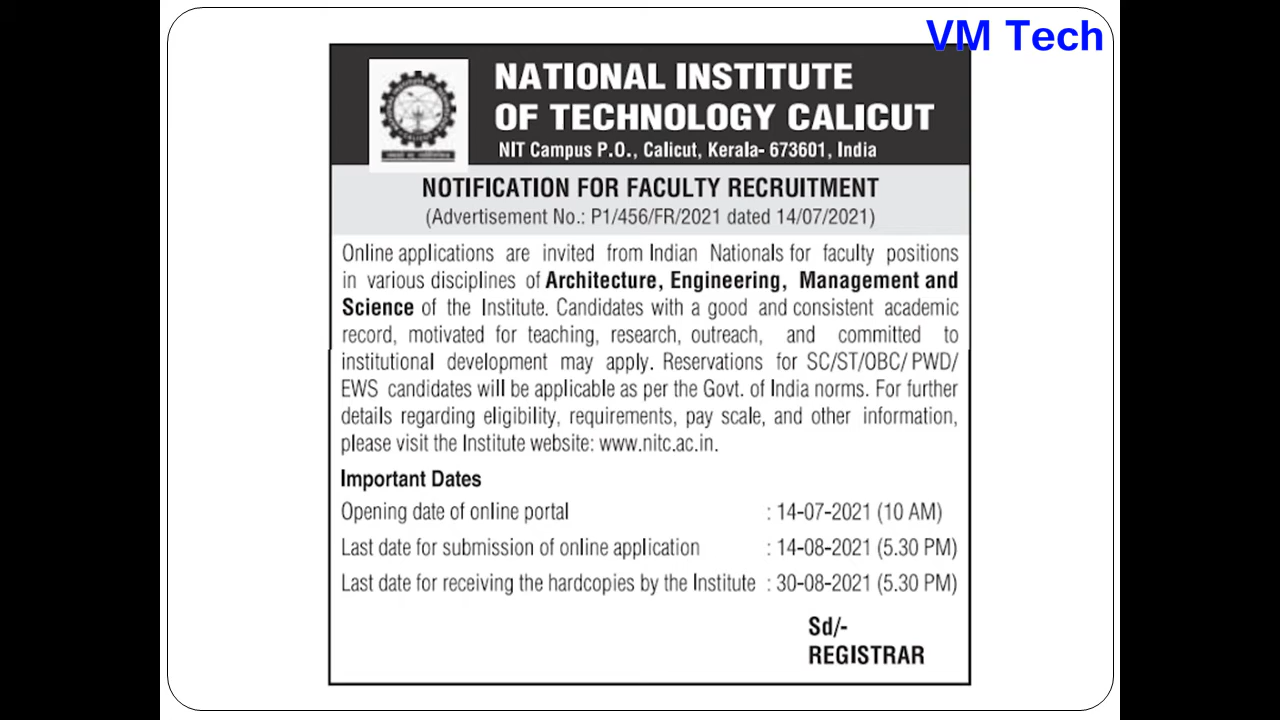 VM Tech
NATIONAL INSTITUTE
OF TECHNOLOGY CALICUT
NIT Campus P.O., Calicut, Kerala- 673601, India
NOTIFICATION FOR FACULTY RECRUITMENT
(Advertisement No.: P1/456/FR/2021 dated 14/07/2021)
Online applications are invited from Indian Nationals for faculty positions
in various disciplines of Architecture, Engineering, Management and
Science of the Institute. Candidates with a good and consistent academic
record, motivated for teaching, research, outreach, and committed to
institutional development may apply. Reservations for SC/ST/OBC/ PWD/
EWS candidates will be applicable as per the Govt. of India norms. For further
details regarding eligibility, requirements, pay scale, and other information,
please visit the Institute website: www.nitc.ac.in.
Important Dates
Opening date of online portal : 14-07-2021 (10 AM)
Last date for submission of online application : 14-08-2021 (5.30 PM)
Last date for receiving the hardcopies by the Institute : 30-08-2021 (5.30 PM)
Sd/-
REGISTRAR